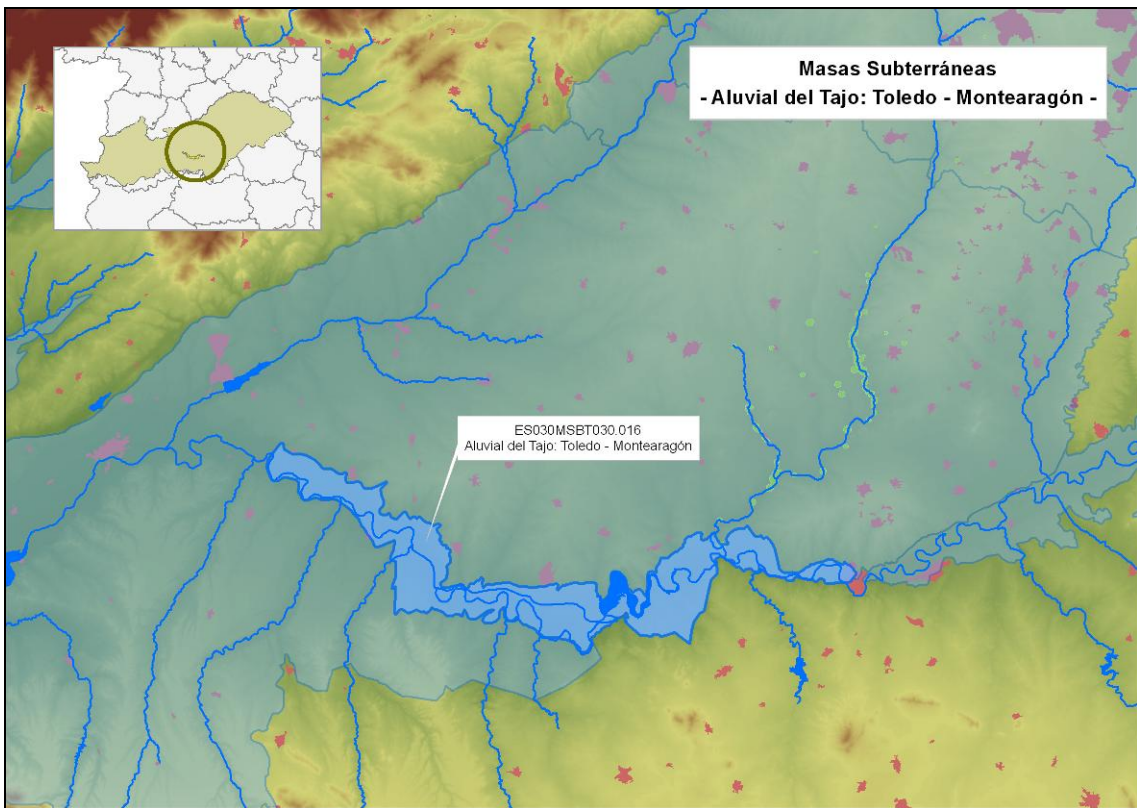 Masas Subterráneas
- Aluvial del Tajo: Toledo - Montearagón -
ES030MSBT030.016
Aluvial del Tajo: Toledo - Montearagón